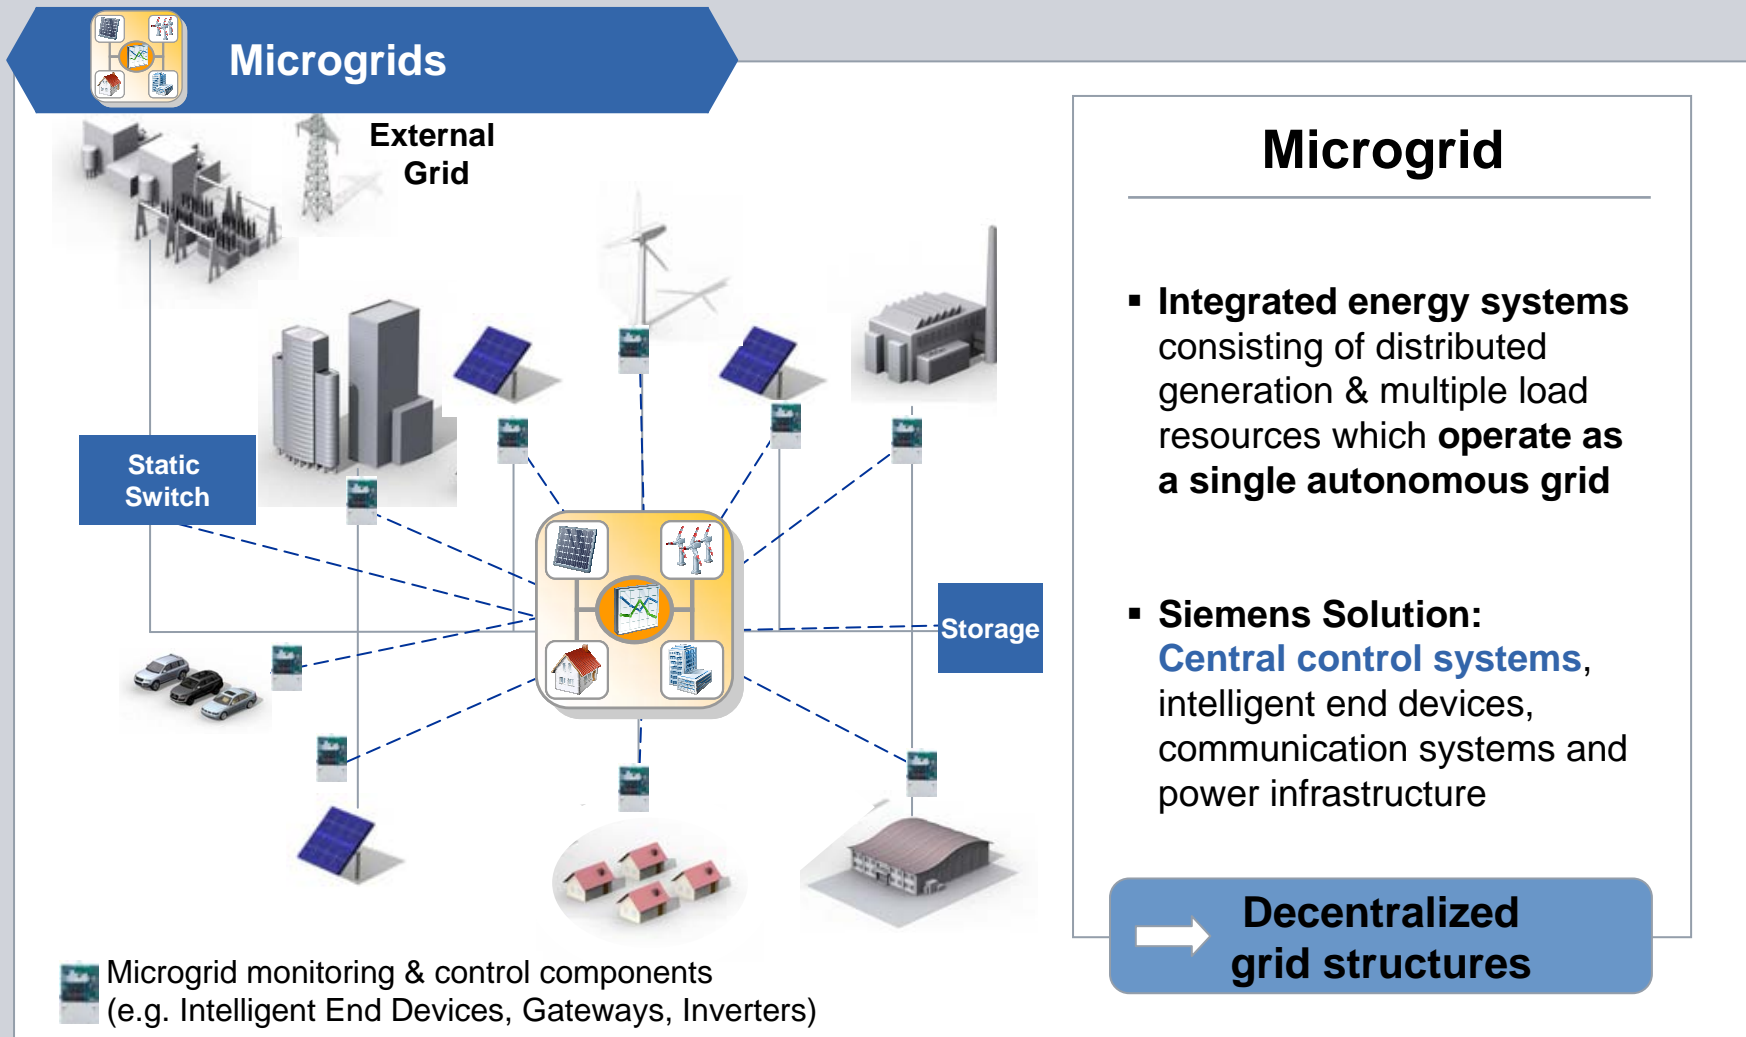 Microgrids
External
Grid
Static
Switch
Storage
Microgrid monitoring & control components
(e.g. Intelligent End Devices, Gateways, Inverters)
Microgrid
▪ Integrated energy systems
consisting of distributed
generation & multiple load
resources which operate as
a single autonomous grid
▪ Siemens Solution:
Central control systems,
intelligent end devices,
communication systems and
power infrastructure
Decentralized
grid structures